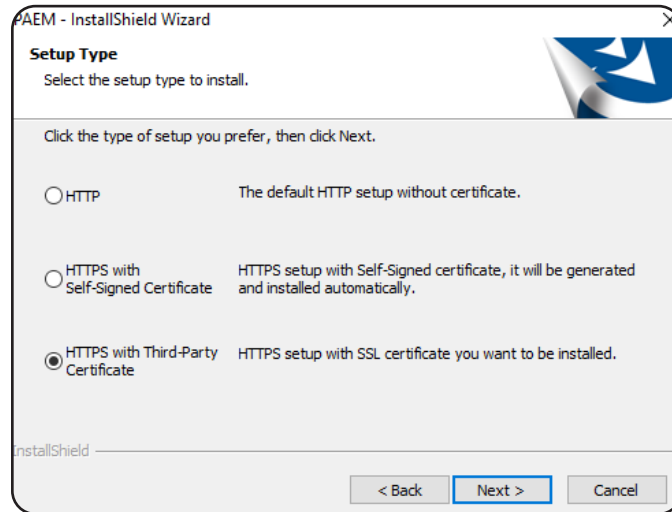 PAEM - InstallShield Wizard
Setup Type
Select the setup type to install.
Click the type of setup you prefer, then click Next.
HTTP
The default HTTP setup without certificate.
HTTPS with
Self-Signed Certificate
HTTPS setup with Self-Signed certificate, it will be generated
and installed automatically.
HTTPS with Third-Party
Certificate
HTTPS setup with SSL certificate you want to be installed.
InstallShield
< Back
Next >
Cancel